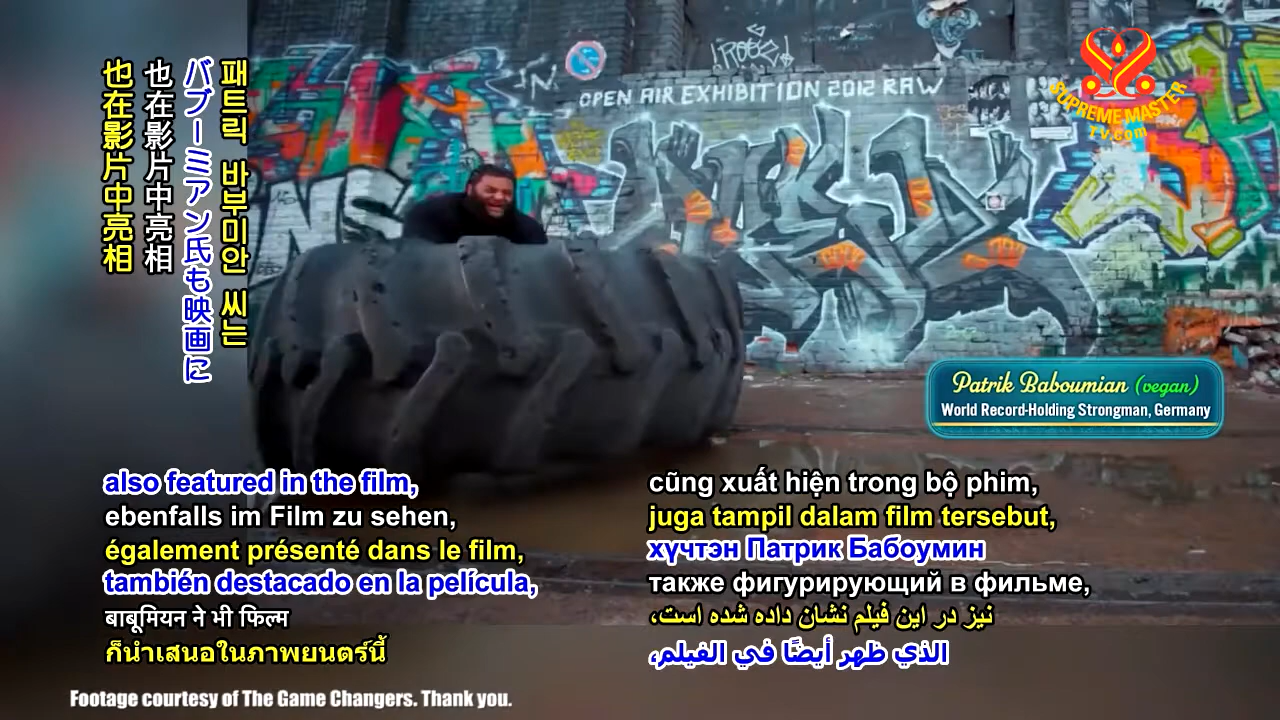 패트릭 바부미안 씨는
バブーミアン氏も映画に
也在影片中亮相
也在影片中亮相
ROOZ
OPEN AIR EXHIBITION 2012 RAW
SUPREME MASTER
TV.Com
Patrik Baboumian (vegan)
World Record-Holding Strongman, Germany
also featured in the film,
ebenfalls im Film zu sehen,
également présenté dans le film,
también destacado en la película,
बाबूमियन ने भी फिल्म
ก็นำเสนอในภาพยนตร์นี้
cũng xuất hiện trong bộ phim,
juga tampil dalam film tersebut,
хүчтэн Патрик Бабоумин
также фигурирующий в фильме,
نیز در این فیلم نشان داده شده است،
الذي ظهر أيضًا في الفيلم،
Footage courtesy of The Game Changers. Thank you.